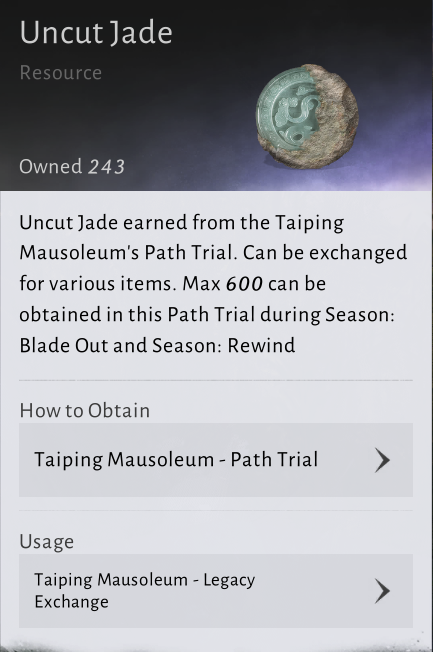 Uncut Jade
Resource
Owned 243
Uncut Jade earned from the Taiping
Mausoleum's Path Trial. Can be exchanged
for various items. Max 600 can be
obtained in this Path Trial during Season:
Blade Out and Season: Rewind
How to Obtain
Taiping Mausoleum - Path Trial
Usage
Taiping Mausoleum - Legacy
Exchange